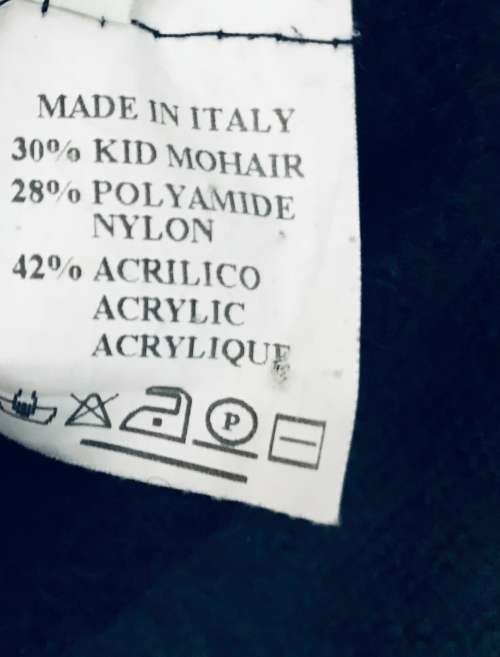 MADE IN ITALY
30% KID MOHAIR
28% POLYAMIDE
NYLON
42% ACRILICO
ACRYLIC
ACRYLIQUE
P